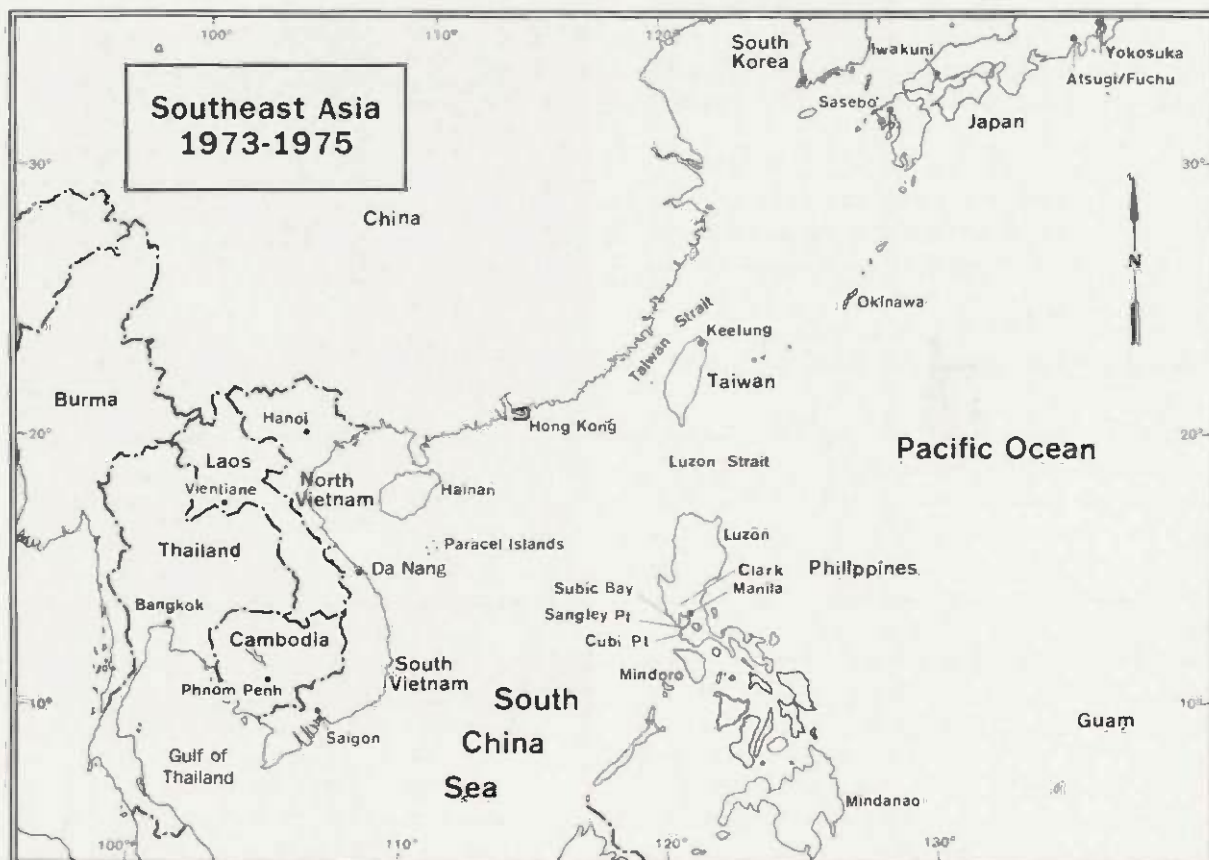 100°
110°
120°
South
Korea
Iwakuni
Yokosuka
Atsugi/Fuchu
Sasebo
Japan
Southeast Asia
1973-1975
30°
30°
China
N
Okinawa
Taiwan Strait
Keelung
Taiwan
Burma
Hanoi
Hong Kong
20°
20°
Pacific Ocean
Laos
Luzon Strait
Vientiane
North
Vietnam
Hainan
Luzon
Paracel Islands
Thailand
Da Nang
Clark
Philippines
Subic Bay
Manila
Bangkok
Sangley Pt
Cubi Pt
Cambodia
Mindoro
South
Vietnam
Phnom Penh
South
China
Sea
10°
10°
Guam
Saigon
Gulf of
Thailand
Mindanao
100°
110°
120°
130°